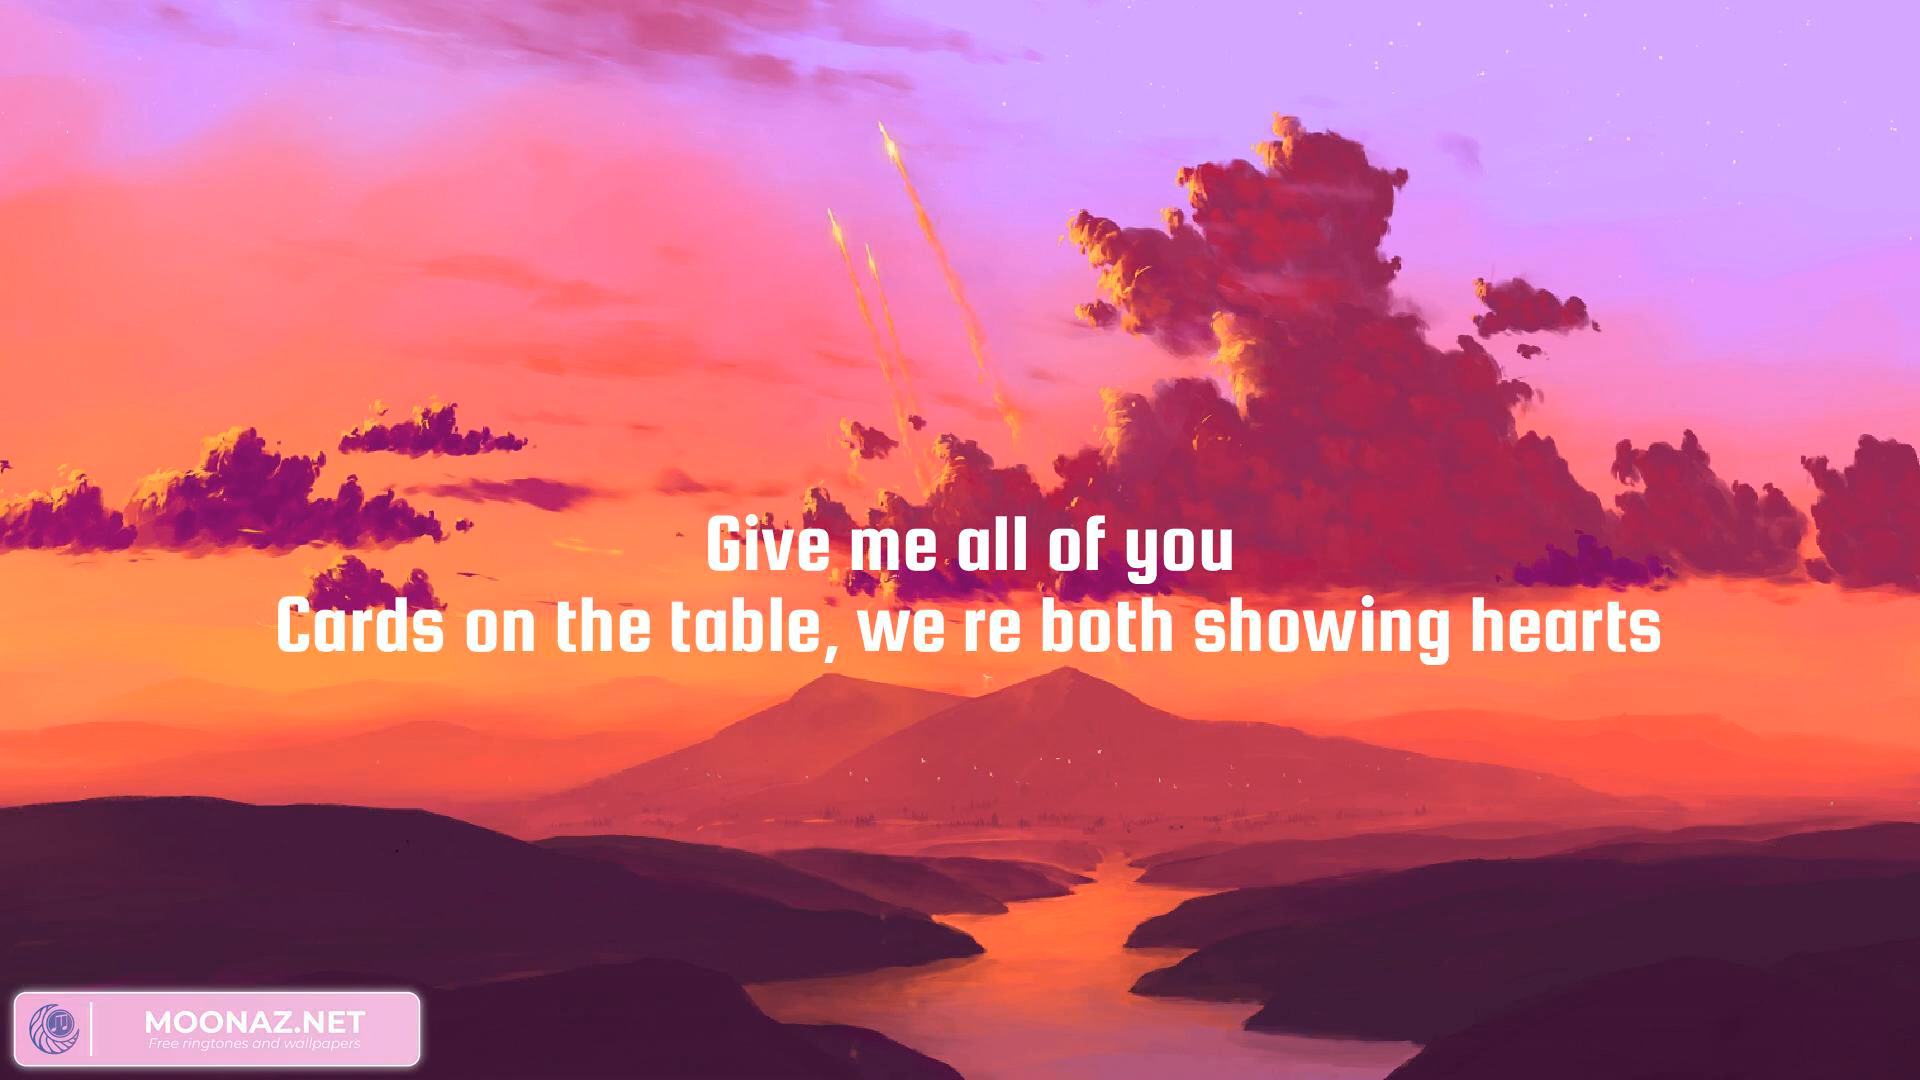 Give me all of you
Cards on the table, we re both showing hearts
MOONAZ.NET
Free ringtones and wallpapers